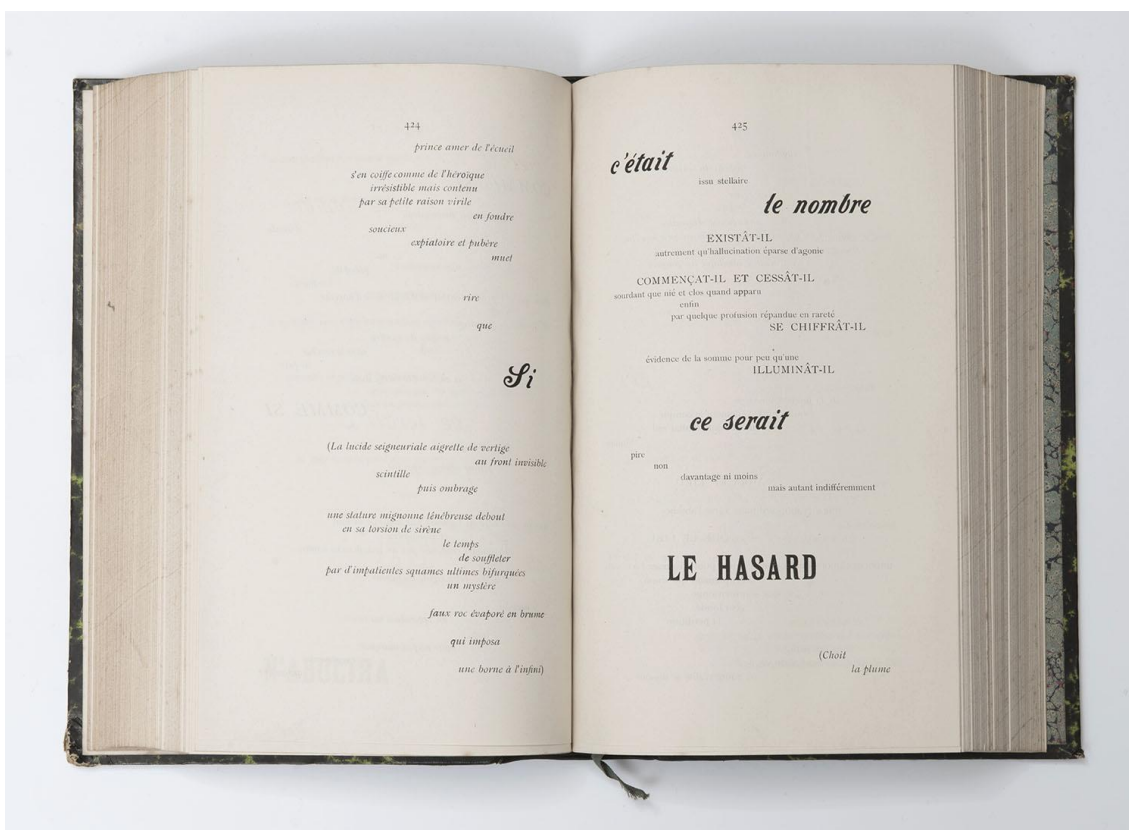 424
prince amer de l'écueil
s'en coiffe comme de l'héroïque
irrésistible mais contenu
par sa petite raison virile
en foudre
soucieux
expiatoire et pubère
muet
rire
que
Si
(La lucide seigneuriale aigrette de vertige
au front invisible
scintille
puis ombrage
une stature mignonne ténébreuse debout
en sa torsion de sirène
le temps
de souffleter
par d'impatientes squames ultimes bifurquées
un mystère
faux roc évaporé en brume
qui imposa
une borne à l'infini)
425
c'était
issu stellaire
le nombre
EXISTÂT-IL
autrement qu'hallucination éparse d'agonie
COMMENÇAT-IL ET CESSÂT-IL
sourdant que nié et clos quand apparu
enfin
par quelque profusion répandue en rareté
SE CHIFFRÂT-IL
évidence de la somme pour peu qu'une
ILLUMINÂT-IL
ce serait
pire
non
davantage ni moins
mais autant indifféremment
LE HASARD
(Choit
la plume